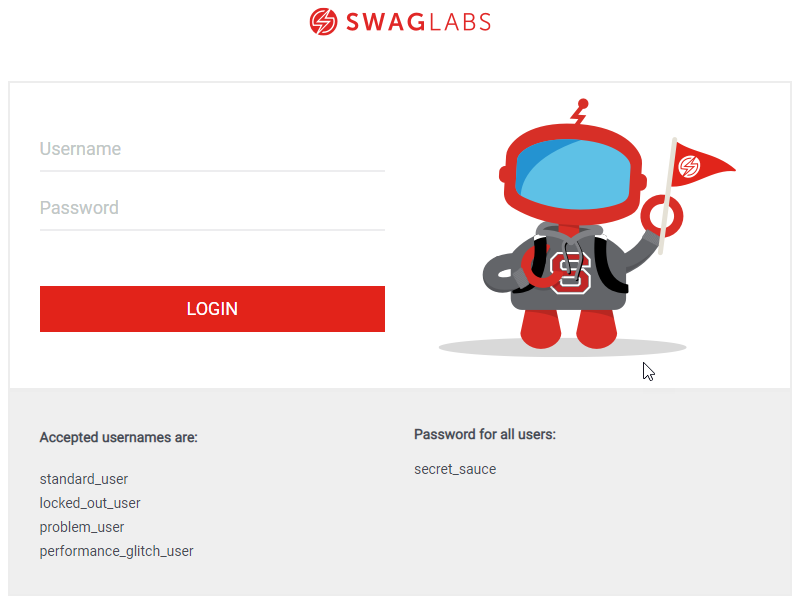 SWAGLABS
Username
Password
LOGIN
Accepted usernames are:
standard_user
locked_out_user
problem_user
performance_glitch_user
Password for all users:
secret_sauce
S